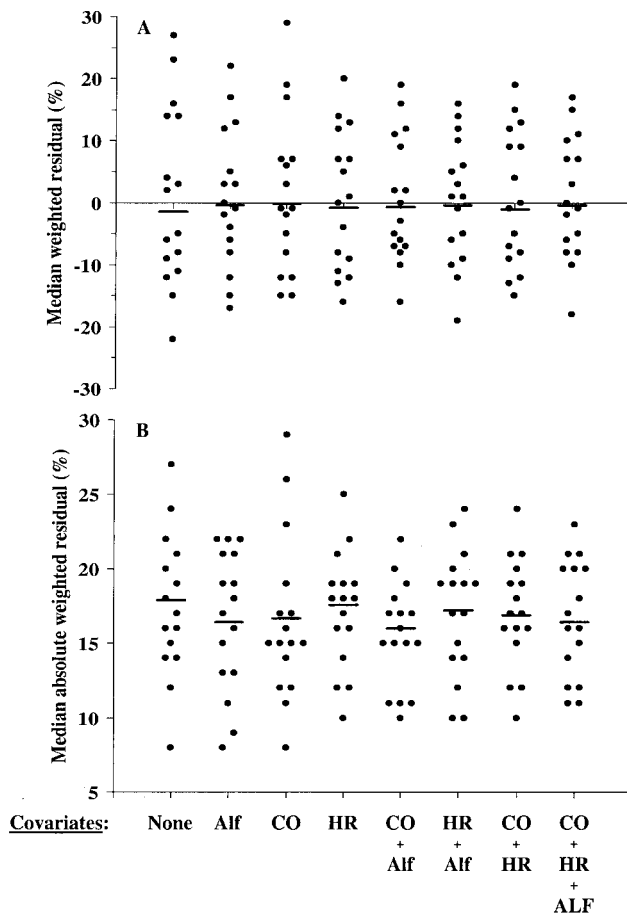 A
Median weighted residual (%)
30
20
10
0
-10
-20
-30
B
Median absolute weighted residual (%)
30
25
20
15
10
5
Covariates: None Alf CO HR CO + Alf HR + Alf CO + HR CO + HR + ALF